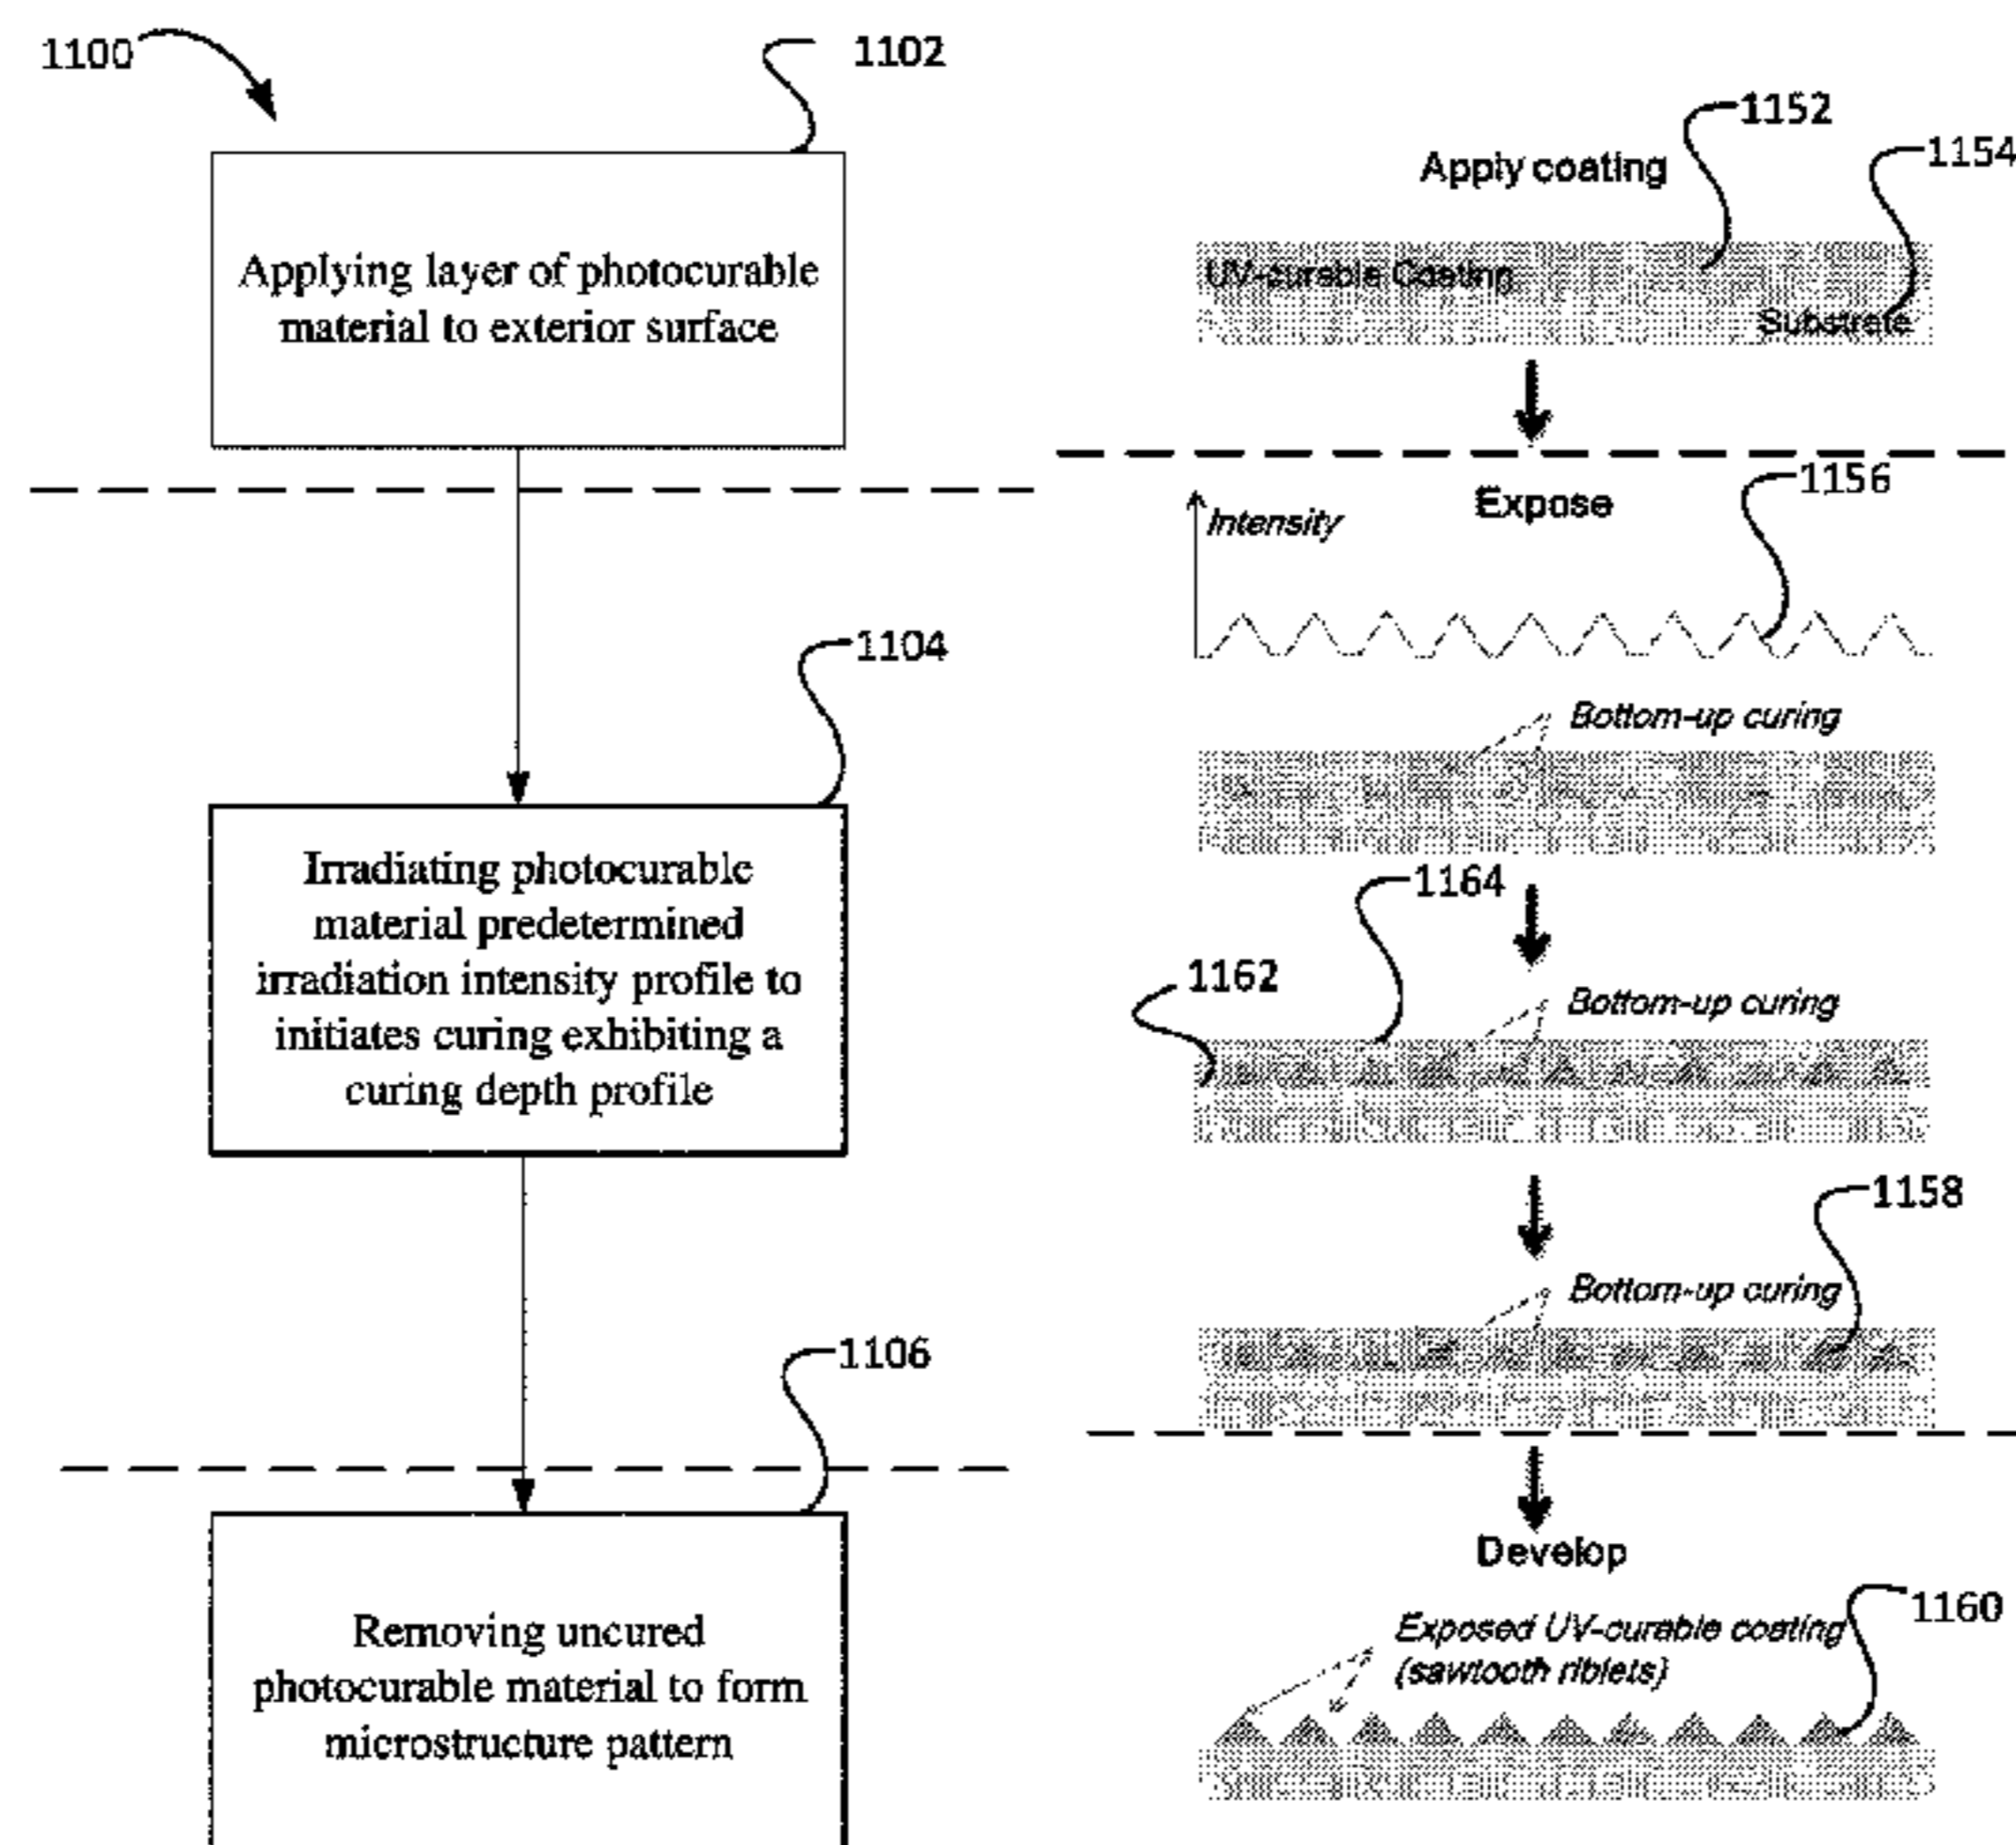 1100
1102
Applying layer of photocurable
material to exterior surface
1104
Irradiating photocurable
material predetermined
irradiation intensity profile to
initiates curing exhibiting a
curing depth profile
1106
Removing uncured
photocurable material to form
microstructure pattern
1152
1154
Apply coating
UV-curable Coating
Substrate
1156
Expose
Intensity
Bottom-up curing
1164
1162
Bottom-up curing
1158
Bottom-up curing
Develop
1160
Exposed UV-curable coating
(sawtooth riblets)